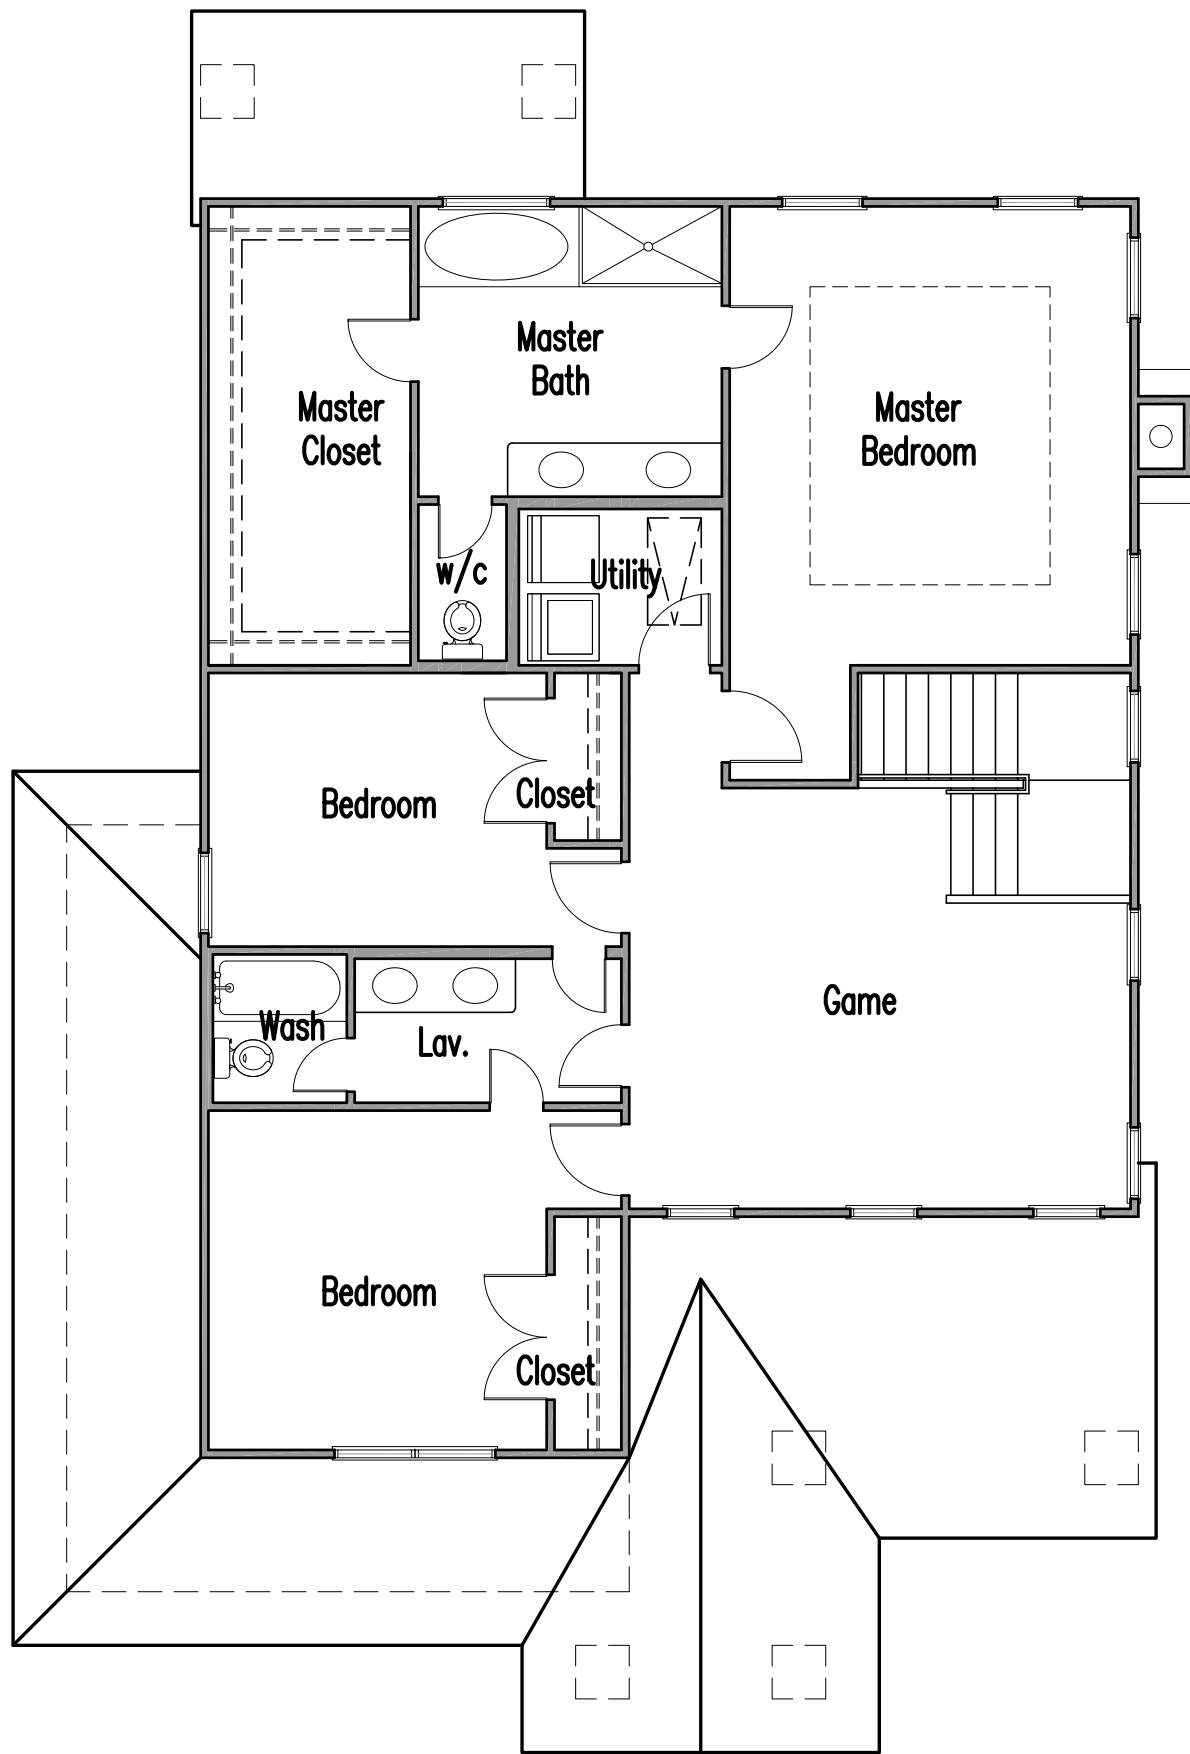 Master
Bath
Master
Closet
Master
Bedroom
w/c
Utility
Bedroom
Closet
Game
Wash
Lav.
Bedroom
Closet